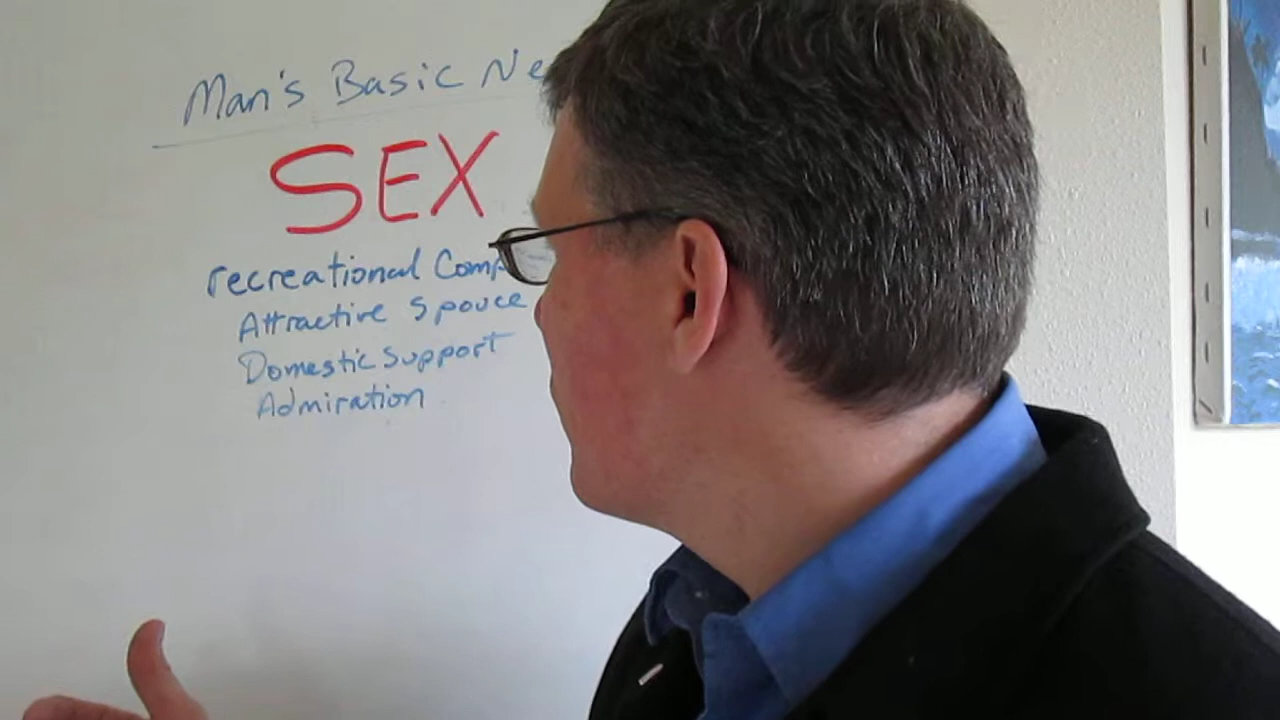 Man's Basic Ne
SEX
recreational Comp
Attractive Spouce
Domestic Support
Admiration